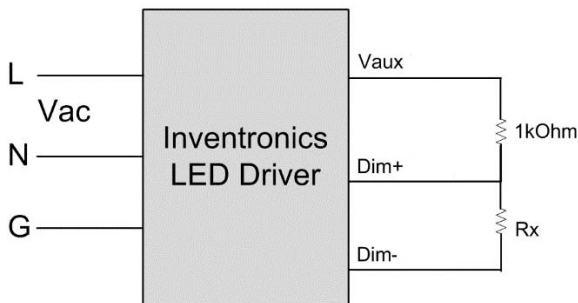 L
Vac
N
G
Inventronics
LED Driver
Vaux
1kOhm
Dim+
Rx
Dim-